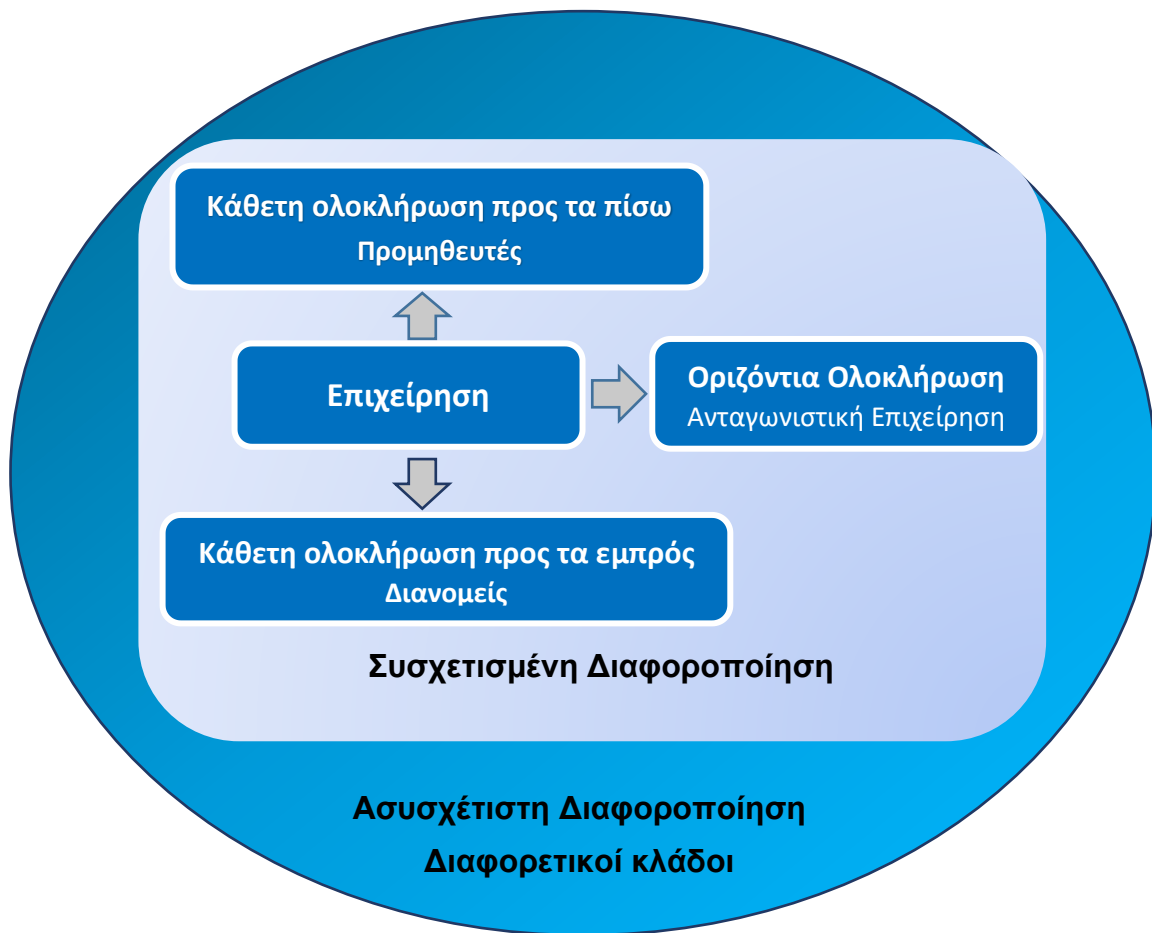 Κάθετη ολοκλήρωση προς τα πίσω
Προμηθευτές
Επιχείρηση
Οριζόντια Ολοκλήρωση
Ανταγωνιστική Επιχείρηση
Κάθετη ολοκλήρωση προς τα εμπρός
Διανομείς
Συσχετισμένη Διαφοροποίηση
Ασυσχέτιστη Διαφοροποίηση
Διαφορετικοί κλάδοι